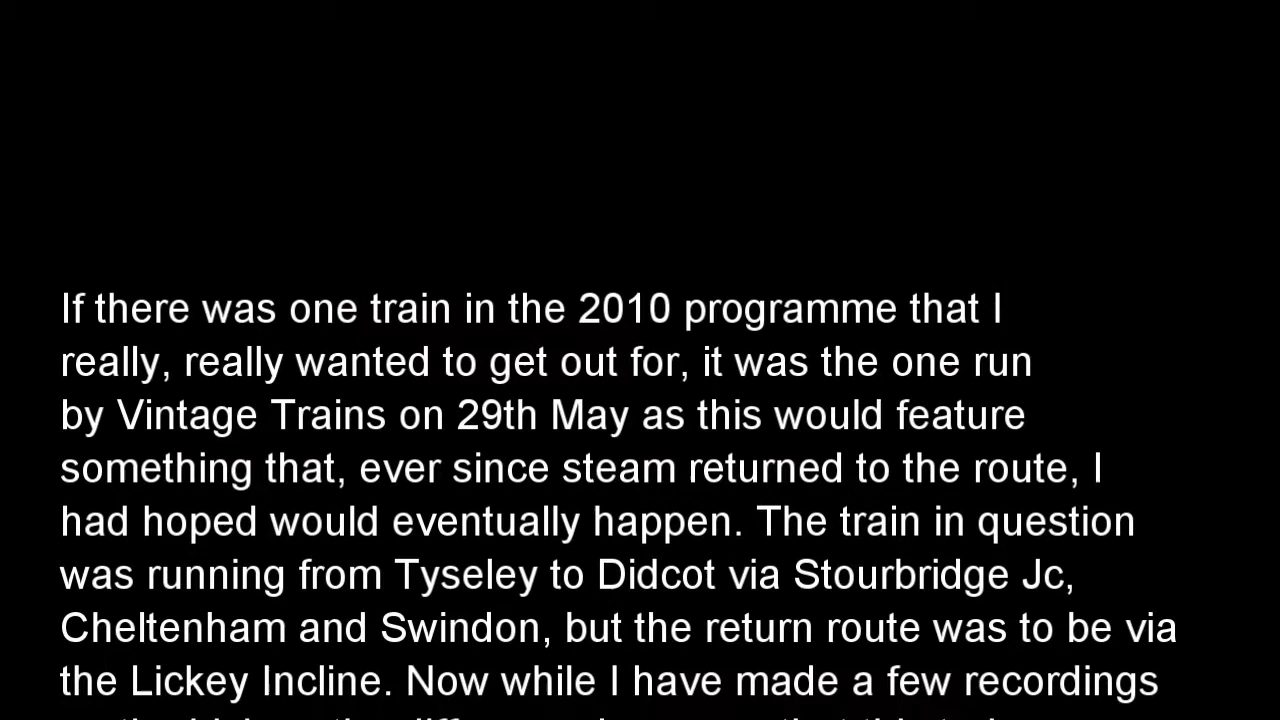 If there was one train in the 2010 programme that I
really, really wanted to get out for, it was the one run
by Vintage Trains on 29th May as this would feature
something that, ever since steam returned to the route, I
had hoped would eventually happen. The train in question
was running from Tyseley to Didcot via Stourbridge Jc,
Cheltenham and Swindon, but the return route was to be via
the Lickey Incline. Now while I have made a few recordings